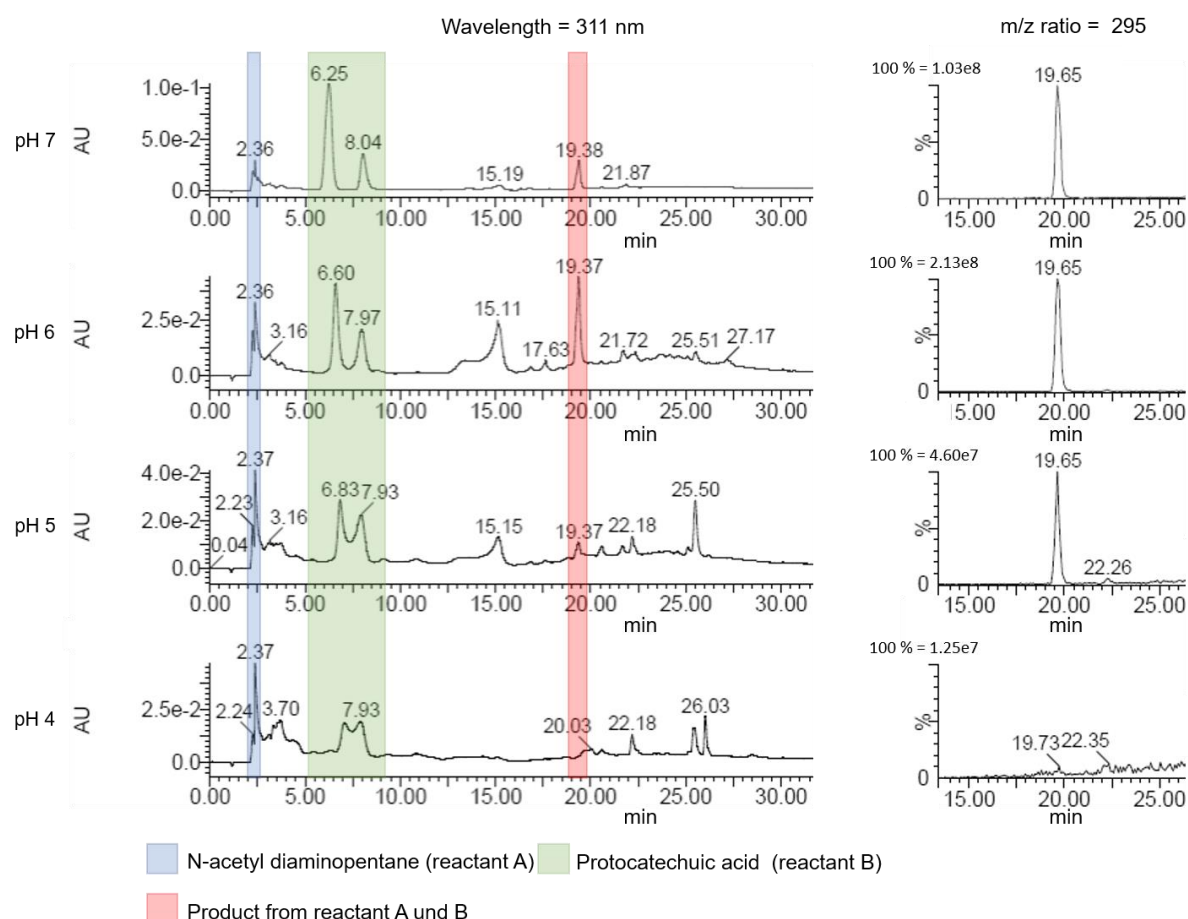 Wavelength = 311 nm
m/z ratio = 295
pH 7
AU
1.0e-1
5.0e-2
0.0
2.36
6.25
8.04
15.19
19.38
21.87
0.00 5.00 10.00 15.00 20.00 25.00 30.00
min
100 % = 1.03e8
%
0
19.65
15.00 20.00 25.00
min
pH 6
AU
2.5e-2
0.0
2.36
3.16
6.60
7.97
15.11
17.63
19.37
21.72
25.51
27.17
0.00 5.00 10.00 15.00 20.00 25.00 30.00
min
100 % = 2.13e8
%
0
19.65
15.00 20.00 25.00
min
pH 5
AU
4.0e-2
2.0e-2
0.0
0.04
2.23
2.37
3.16
6.83
7.93
15.15
19.37
22.18
25.50
0.00 5.00 10.00 15.00 20.00 25.00 30.00
min
100 % = 4.60e7
%
0
19.65
22.26
15.00 20.00 25.00
min
pH 4
AU
2.5e-2
0.0
2.24
2.37
3.70
7.93
20.03
22.18
26.03
0.00 5.00 10.00 15.00 20.00 25.00 30.00
min
100 % = 1.25e7
%
0
19.73
22.35
15.00 20.00 25.00
min
N-acetyl diaminopentane (reactant A)
Protocatechuic acid (reactant B)
Product from reactant A und B